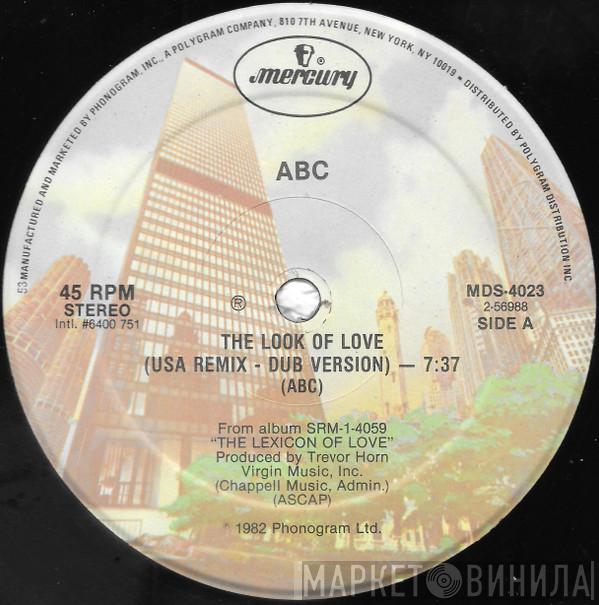 53 MANUFACTURED AND MARKETED BY PHONOGRAM, INC., A POLYGRAM COMPANY, 810 7TH AVENUE, NEW YORK, NY 10019 • DISTRIBUTED BY POLYGRAM DISTRIBUTION INC
mercury ®
ABC
45 RPM
STEREO
Intl. #6400 751
℗
MDS-4023
2-56988
SIDE A
THE LOOK OF LOVE
(USA REMIX - DUB VERSION) — 7:37
(ABC)
From album SRM-1-4059
"THE LEXICON OF LOVE"
Produced by Trevor Horn
Virgin Music, Inc.
(Chappell Music, Admin.)
(ASCAP)
1982 Phonogram Ltd.
МАРКЕТ ВИНИЛА